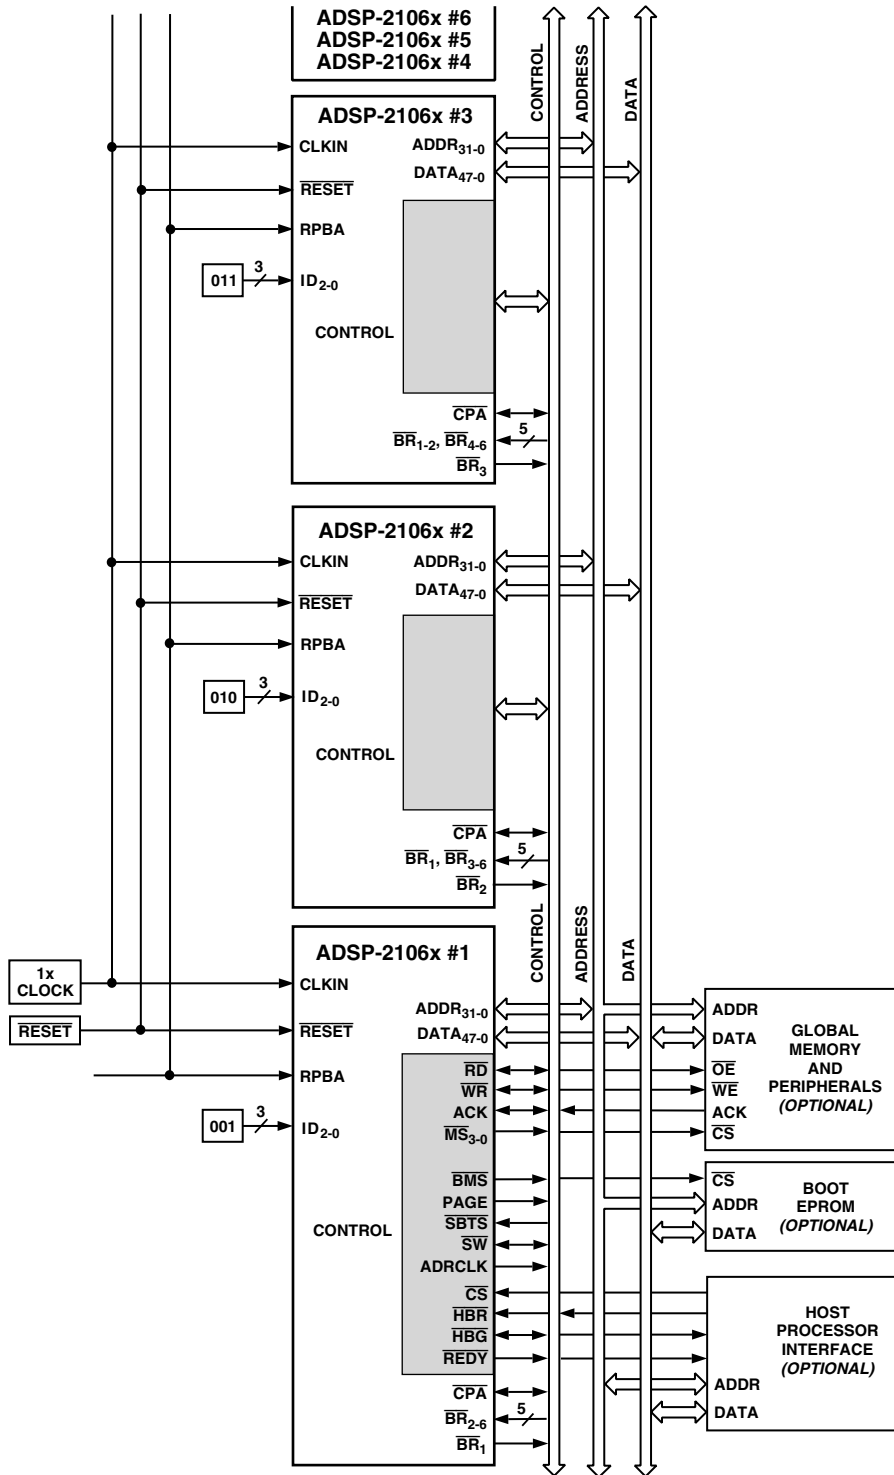 ADSP-2106x #6
ADSP-2106x #5
ADSP-2106x #4
CONTROL
ADDRESS
DATA
ADSP-2106x #3
CLKIN
ADDR31-0
DATA47-0
RESET
RPBA
3
011
ID2-0
CONTROL
CPA
5
BR1-2, BR4-6
BR3
ADSP-2106x #2
CLKIN
ADDR31-0
DATA47-0
RESET
RPBA
3
010
ID2-0
CONTROL
CPA
5
BR1, BR3-6
BR2
CONTROL
ADDRESS
DATA
ADSP-2106x #1
1x
CLOCK
CLKIN
RESET
RESET
RPBA
3
001
ID2-0
CONTROL
ADDR31-0
DATA47-0
RD
WR
ACK
MS3-0
BMS
PAGE
SBTS
SW
ADRCLK
CS
HBR
HBG
REDY
CPA
5
BR2-6
BR1
ADDR
DATA
OE
WE
ACK
CS
GLOBAL
MEMORY
AND
PERIPHERALS
(OPTIONAL)
CS
ADDR
DATA
BOOT
EPROM
(OPTIONAL)
HOST
PROCESSOR
INTERFACE
(OPTIONAL)
ADDR
DATA